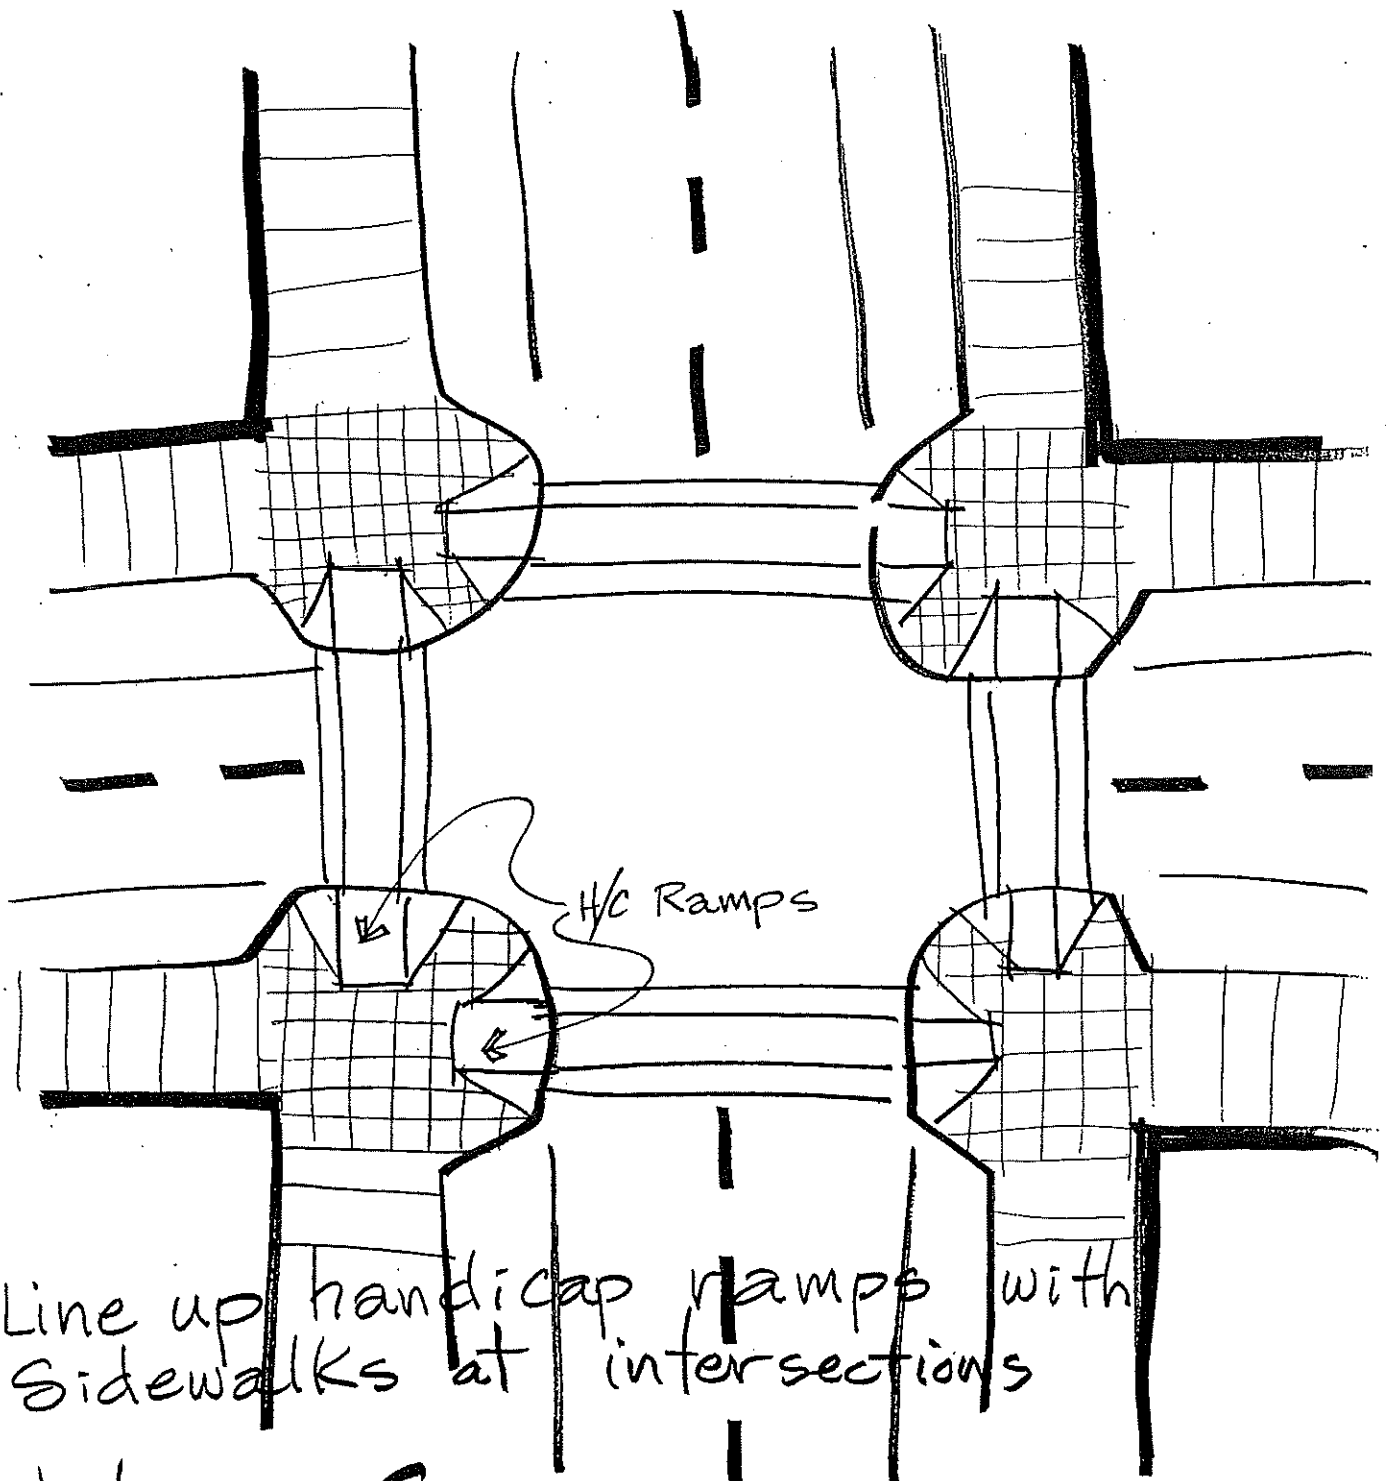 H/C Ramps
Line up handicap ramps with
Sidewalks at intersections